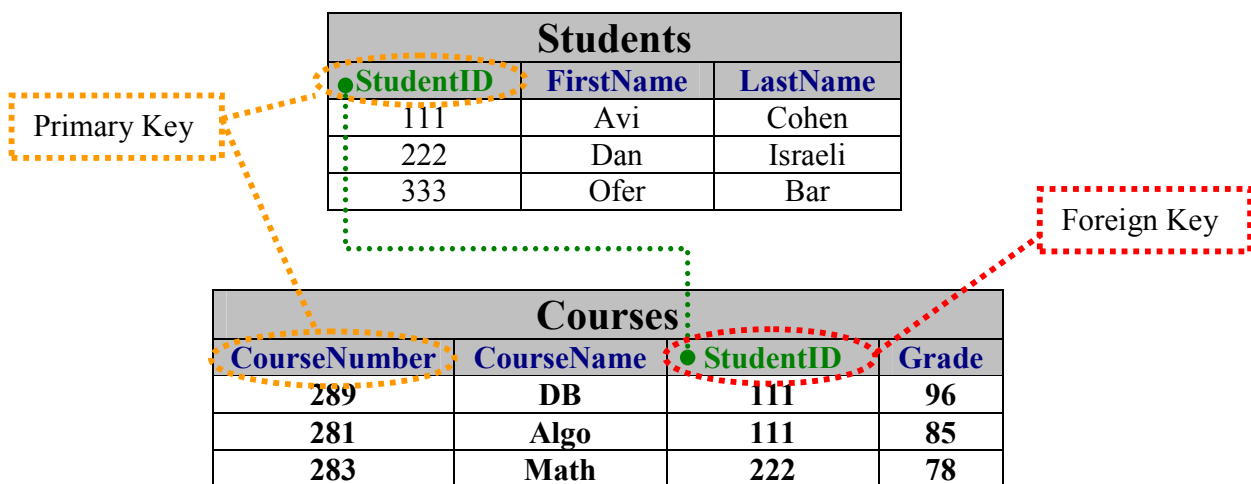 Students
StudentID FirstName LastName
111 Avi Cohen
Primary Key
222 Dan Israeli
333 Ofer Bar
Foreign Key
Courses
CourseNumber CourseName StudentID Grade
289 DB 111 96
281 Algo 111 85
283 Math 222 78